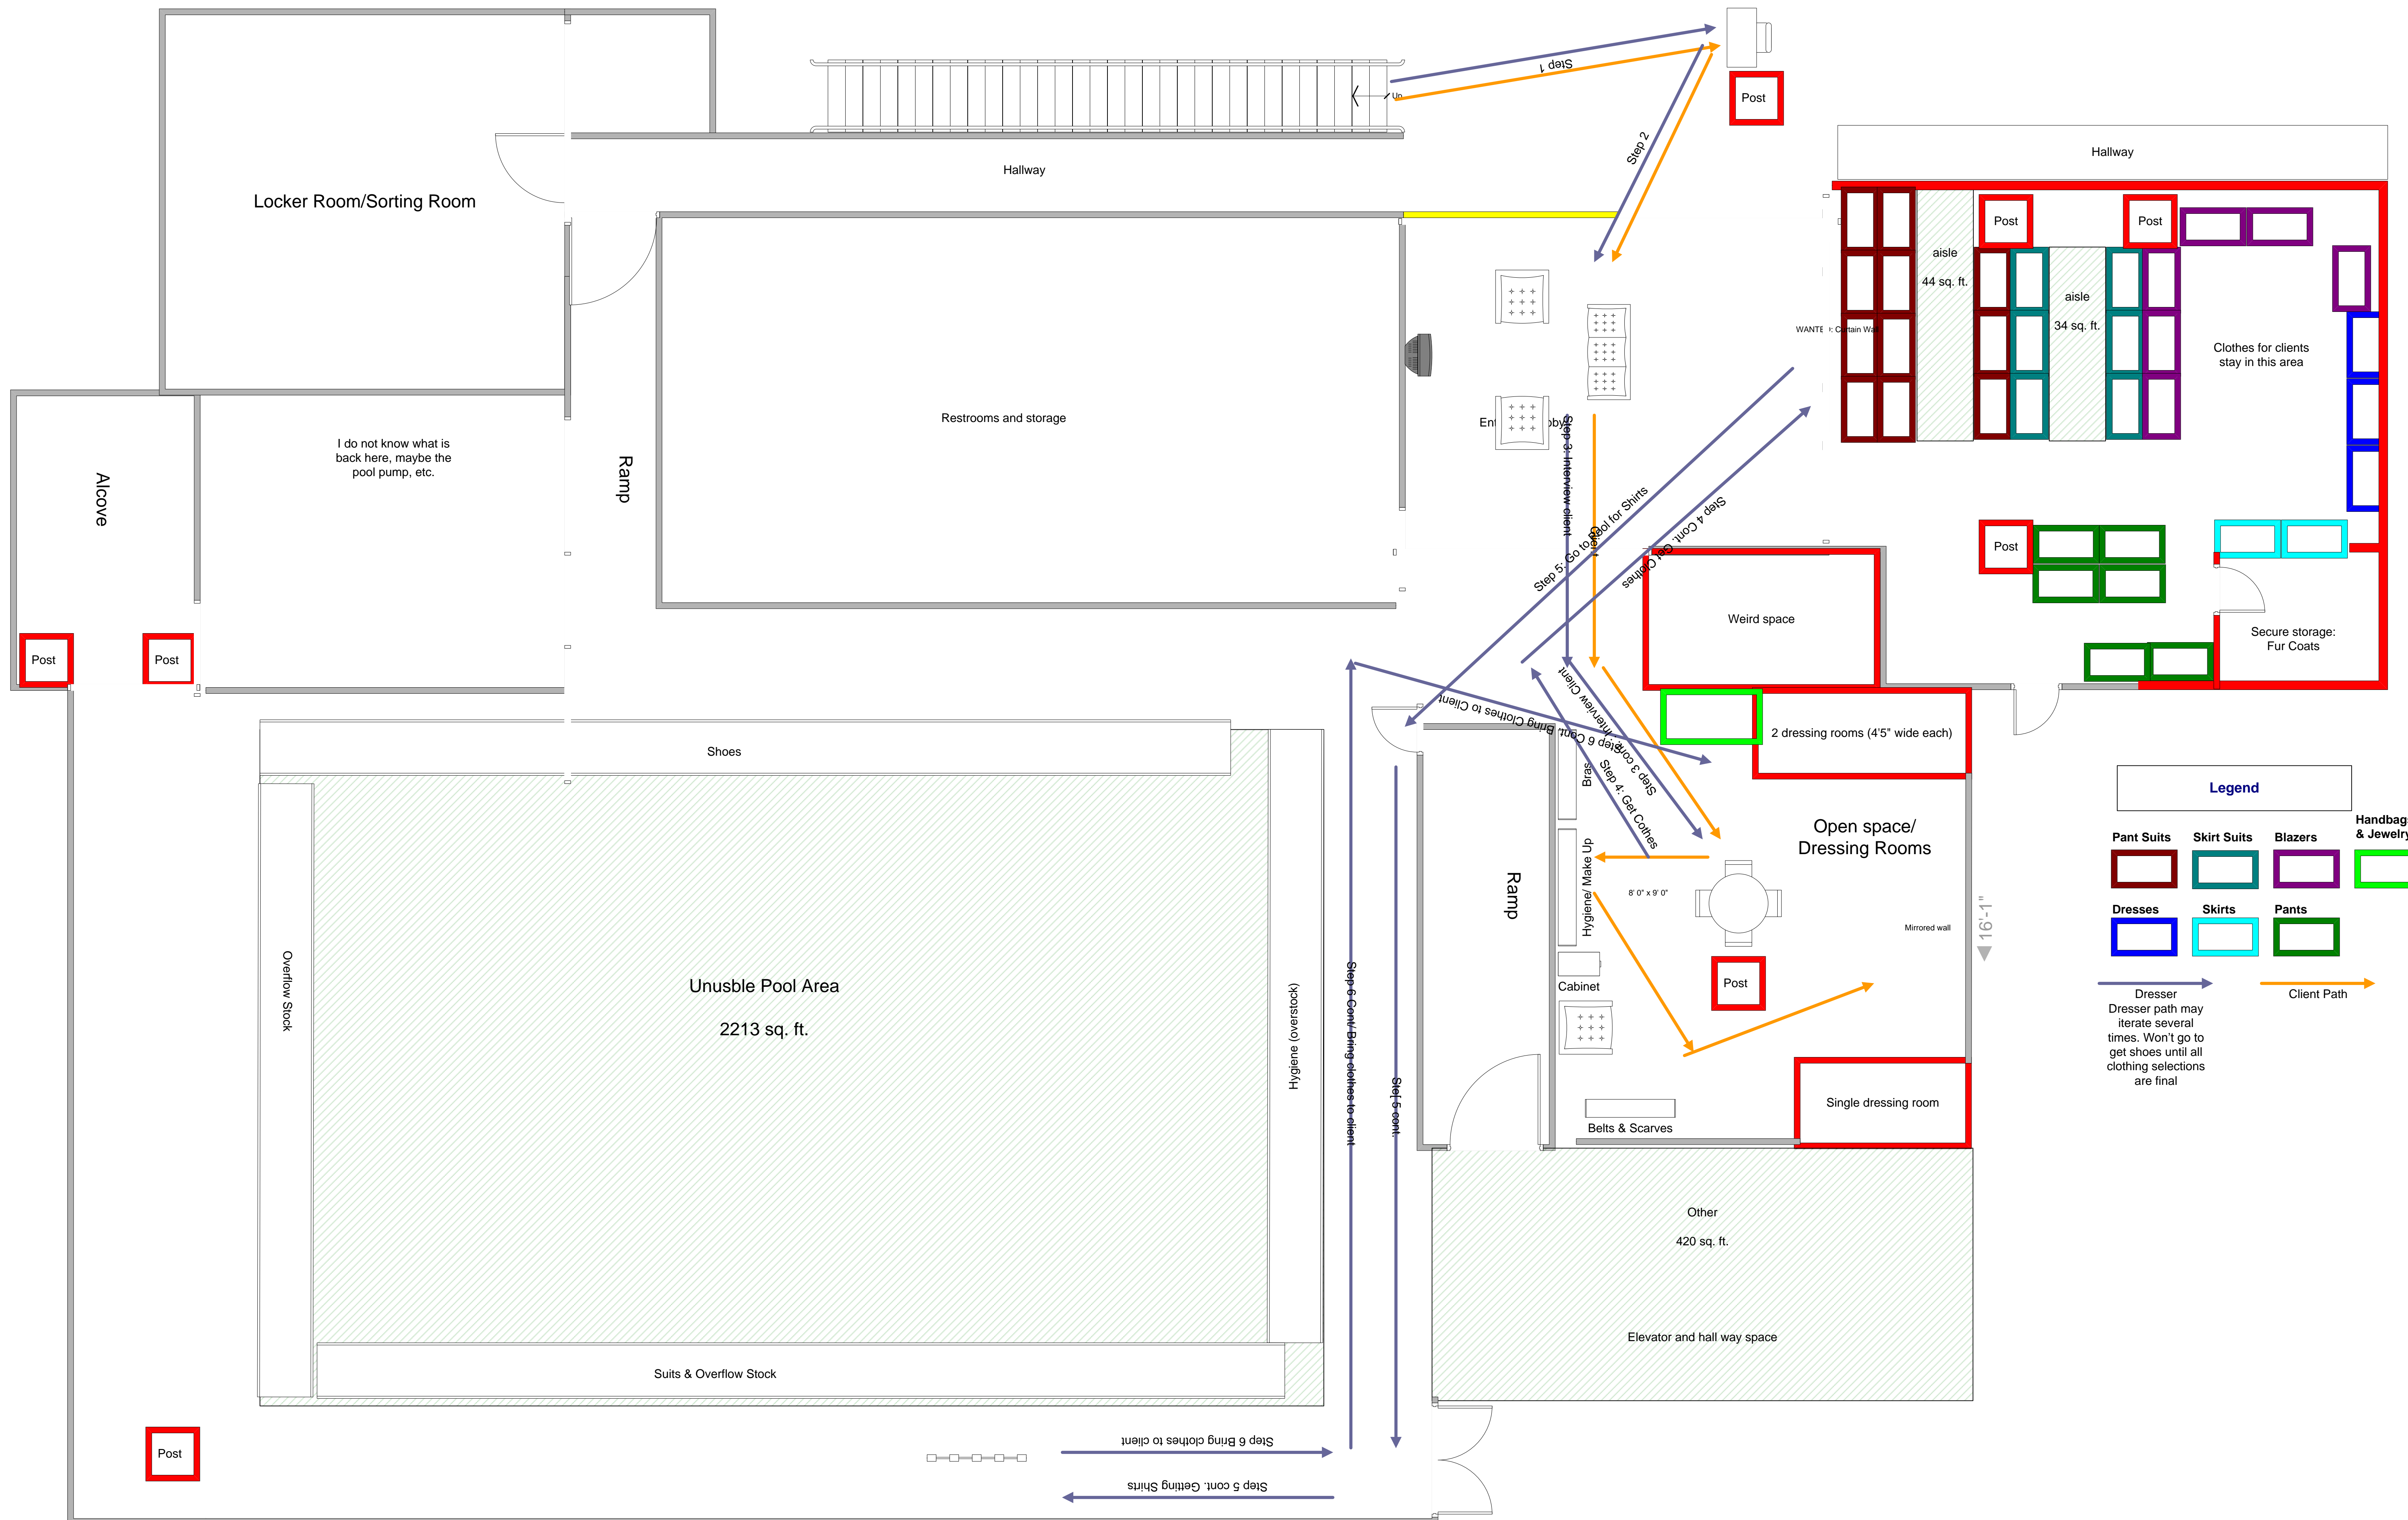 Step 1
Up
Post
Step 2
Hallway
Hallway
Locker Room/Sorting Room
Post
Post
aisle
44 sq. ft.
aisle
34 sq. ft.
WANTE : Curtain Wall
Clothes for clients
stay in this area
Restrooms and storage
I do not know what is
back here, maybe the
pool pump, etc.
Alcove
Ramp
Ent oby
Step 3: Interview client
Client
Step 5: Go to Pool for Shirts
Step 4 Cont. Get Clothes
Post
Weird space
Secure storage:
Fur Coats
Post
Post
Step 3 cont.: Interview Client
Step 6 Cont. Bring Clothes to Client
Step 4: Get Cothes
Shoes
2 dressing rooms (4'5" wide each)
Bras
Open space/
Dressing Rooms
Hygiene/ Make Up
8' 0" x 9' 0"
Ramp
Mirrored wall
16'-1"
Legend
Pant Suits
Skirt Suits
Blazers
Handbags
& Jewelry
Dresses
Skirts
Pants
Dresser
Dresser path may
iterate several
times. Won't go to
get shoes until all
clothing selections
are final
Client Path
Post
Cabinet
Overflow Stock
Unusble Pool Area
2213 sq. ft.
Hygiene (overstock)
Step 6 Cont/ Bring clothes to client
Ste[ 5 cont.
Single dressing room
Belts & Scarves
Other
420 sq. ft.
Elevator and hall way space
Suits & Overflow Stock
Post
Step 6 Bring clothes to client
Step 5 cont. Getting Shirts